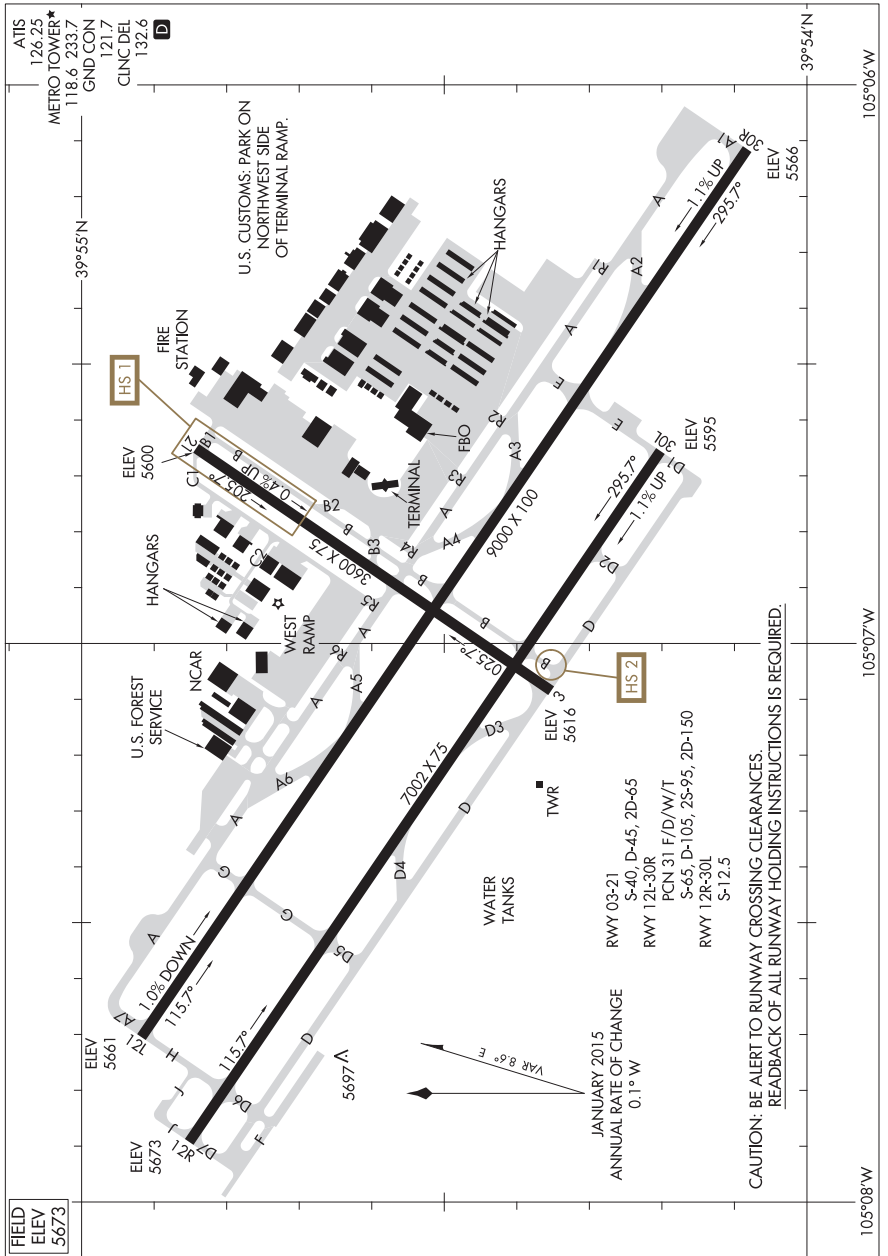 FIELD
ELEV
5673
ATIS
126.25
METRO TOWER★
118.6 233.7
GND CON
121.7
CLNC DEL
132.6
D
39°55'N
39°54'N
105°06'W
105°07'W
105°08'W
U.S. CUSTOMS: PARK ON
NORTHWEST SIDE
OF TERMINAL RAMP.
FIRE
STATION
HS 1
ELEV
5600
21
C1
B1
B
205.7°
0.4% UP
B2
B
B3
3600 X 75
C2
HANGARS
WEST
RAMP
NCAR
U.S. FOREST
SERVICE
HANGARS
FBO
TERMINAL
R1
R2
R3
R4
R5
R6
A
A
A
A
A
A
A
A1
30R
ELEV
5566
1.1% UP
295.7°
A2
A3
A4
A5
A6
A7
E
E
9000 X 100
B
B
B
025.7°
3
ELEV
5616
HS 2
30L
D1
ELEV
5595
295.7°
1.1% UP
D2
D
D3
7002 X 75
D
D4
TWR
WATER
TANKS
G
G
D5
D
12L
ELEV
5661
1.0% DOWN
115.7°
H
J
J
115.7°
12R
ELEV
5673
D7
D6
F
5697
VAR 8.6° E
JANUARY 2015
ANNUAL RATE OF CHANGE
0.1° W
RWY 03-21
S-40, D-45, 2D-65
RWY 12L-30R
PCN 31 F/D/W/T
S-65, D-105, 2S-95, 2D-150
RWY 12R-30L
S-12.5
CAUTION: BE ALERT TO RUNWAY CROSSING CLEARANCES.
READBACK OF ALL RUNWAY HOLDING INSTRUCTIONS IS REQUIRED.